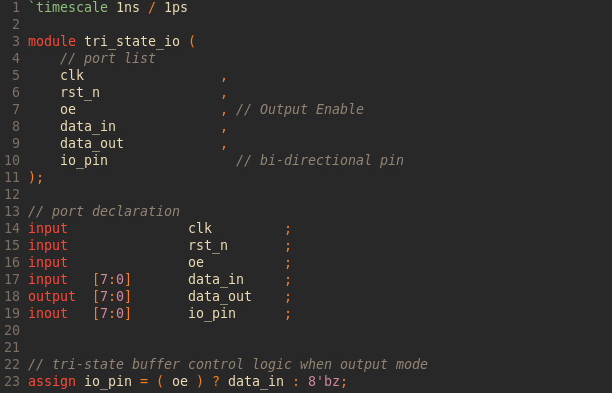 1 `timescale 1ns / 1ps
2
3 module tri_state_io (
4     // port list
5     clk                 ,
6     rst_n               ,
7     oe                  , // Output Enable
8     data_in             ,
9     data_out            ,
10     io_pin                // bi-directional pin
11 );
12
13 // port declaration
14 input               clk         ;
15 input               rst_n       ;
16 input               oe          ;
17 input   [7:0]       data_in     ;
18 output  [7:0]       data_out    ;
19 inout   [7:0]       io_pin      ;
20
21
22 // tri-state buffer control logic when output mode
23 assign io_pin = ( oe ) ? data_in : 8'bz;